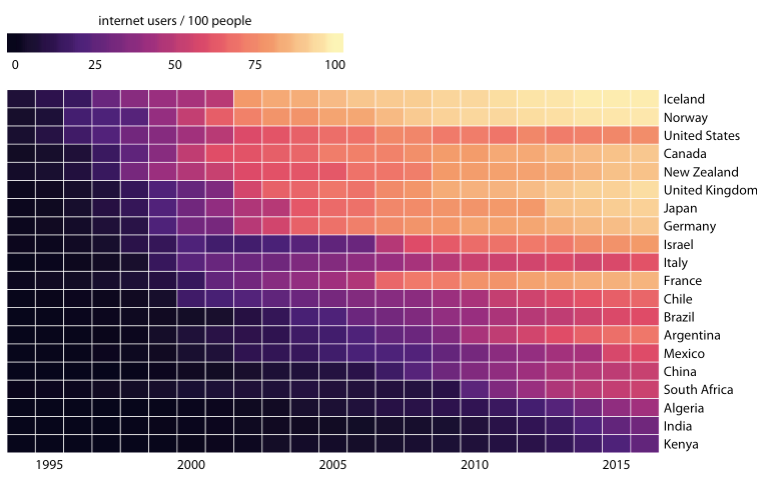 internet users / 100 people
0 25 50 75 100
Iceland
Norway
United States
Canada
New Zealand
United Kingdom
Japan
Germany
Israel
Italy
France
Chile
Brazil
Argentina
Mexico
China
South Africa
Algeria
India
Kenya
1995 2000 2005 2010 2015